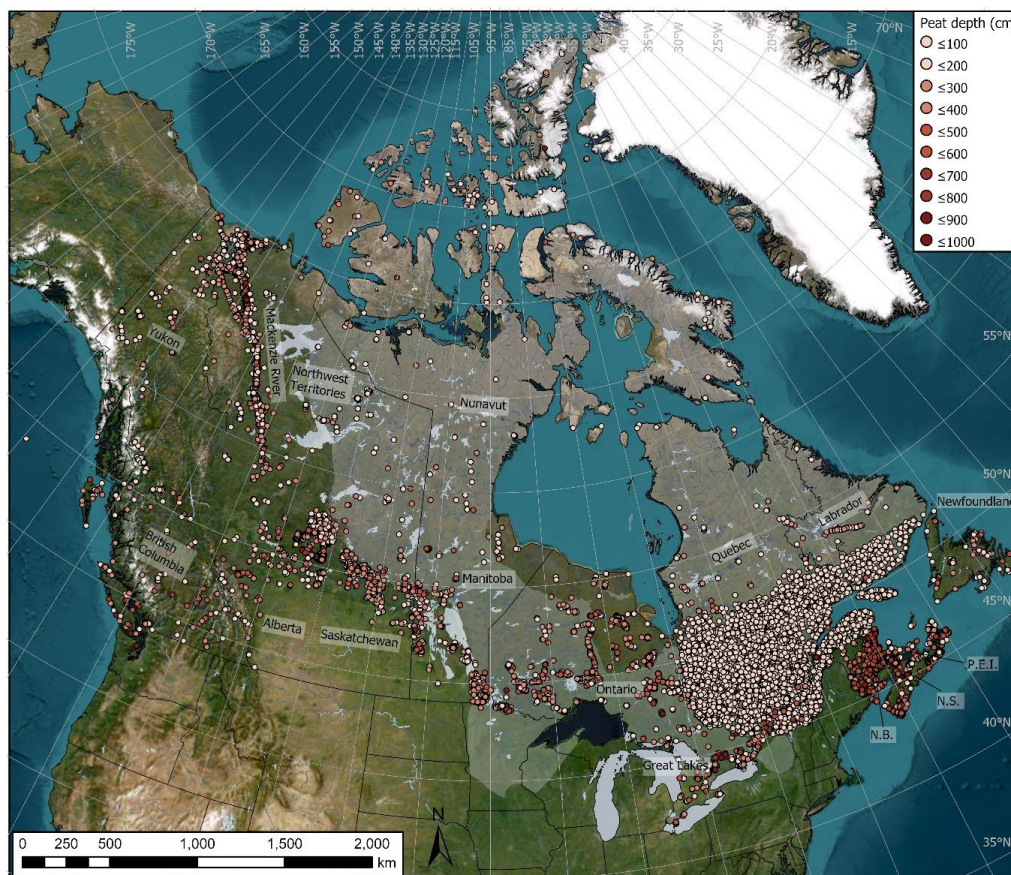 175°W
170°W
165°W
160°W
155°W
150°W
145°W
140°W
135°W
130°W
125°W
120°W
115°W
95°W
85°W
40°W
35°W
30°W
25°W
20°W
15°W
70°N
Peat depth (cm)
≤100
≤200
≤300
≤400
≤500
≤600
≤700
≤800
≤900
≤1000
55°N
Yukon
Mackenzie River
Northwest
Territories
Nunavut
50°N
Newfoundland
Labrador
Quebec
British
Columbia
Manitoba
45°N
Alberta
Saskatchewan
P.E.I.
Ontario
N.S.
N.B.
40°N
Great Lakes
N
35°N
0 250 500 1,000 1,500 2,000
km